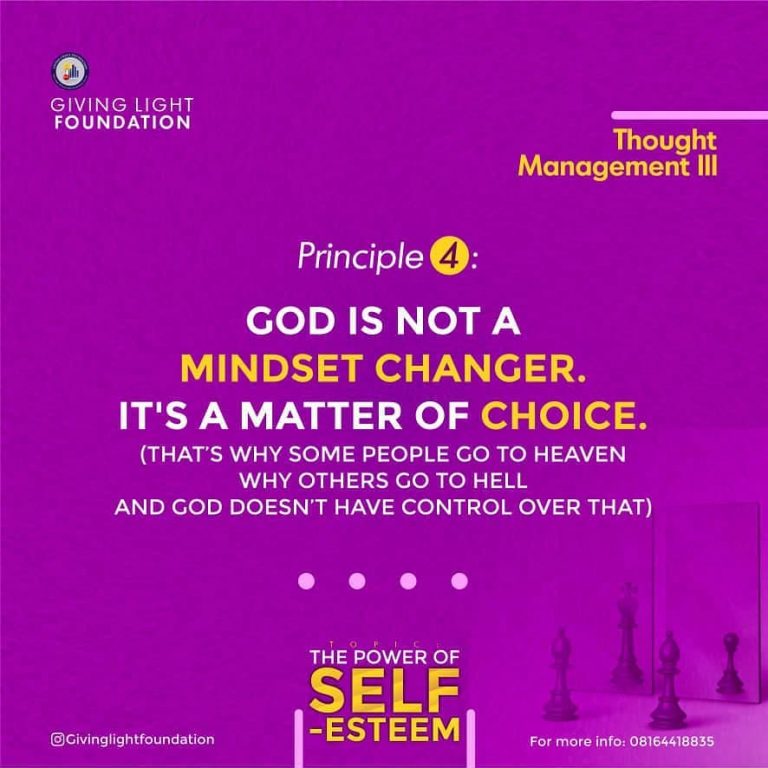 GIVING LIGHT
FOUNDATION
Thought
Management III
Principle 4:
GOD IS NOT A
MINDSET CHANGER.
IT'S A MATTER OF CHOICE.
(THAT'S WHY SOME PEOPLE GO TO HEAVEN
WHY OTHERS GO TO HELL
AND GOD DOESN'T HAVE CONTROL OVER THAT)
TOPIC:
THE POWER OF
SELF
-ESTEEM
Givinglightfoundation
For more info: 08164418835